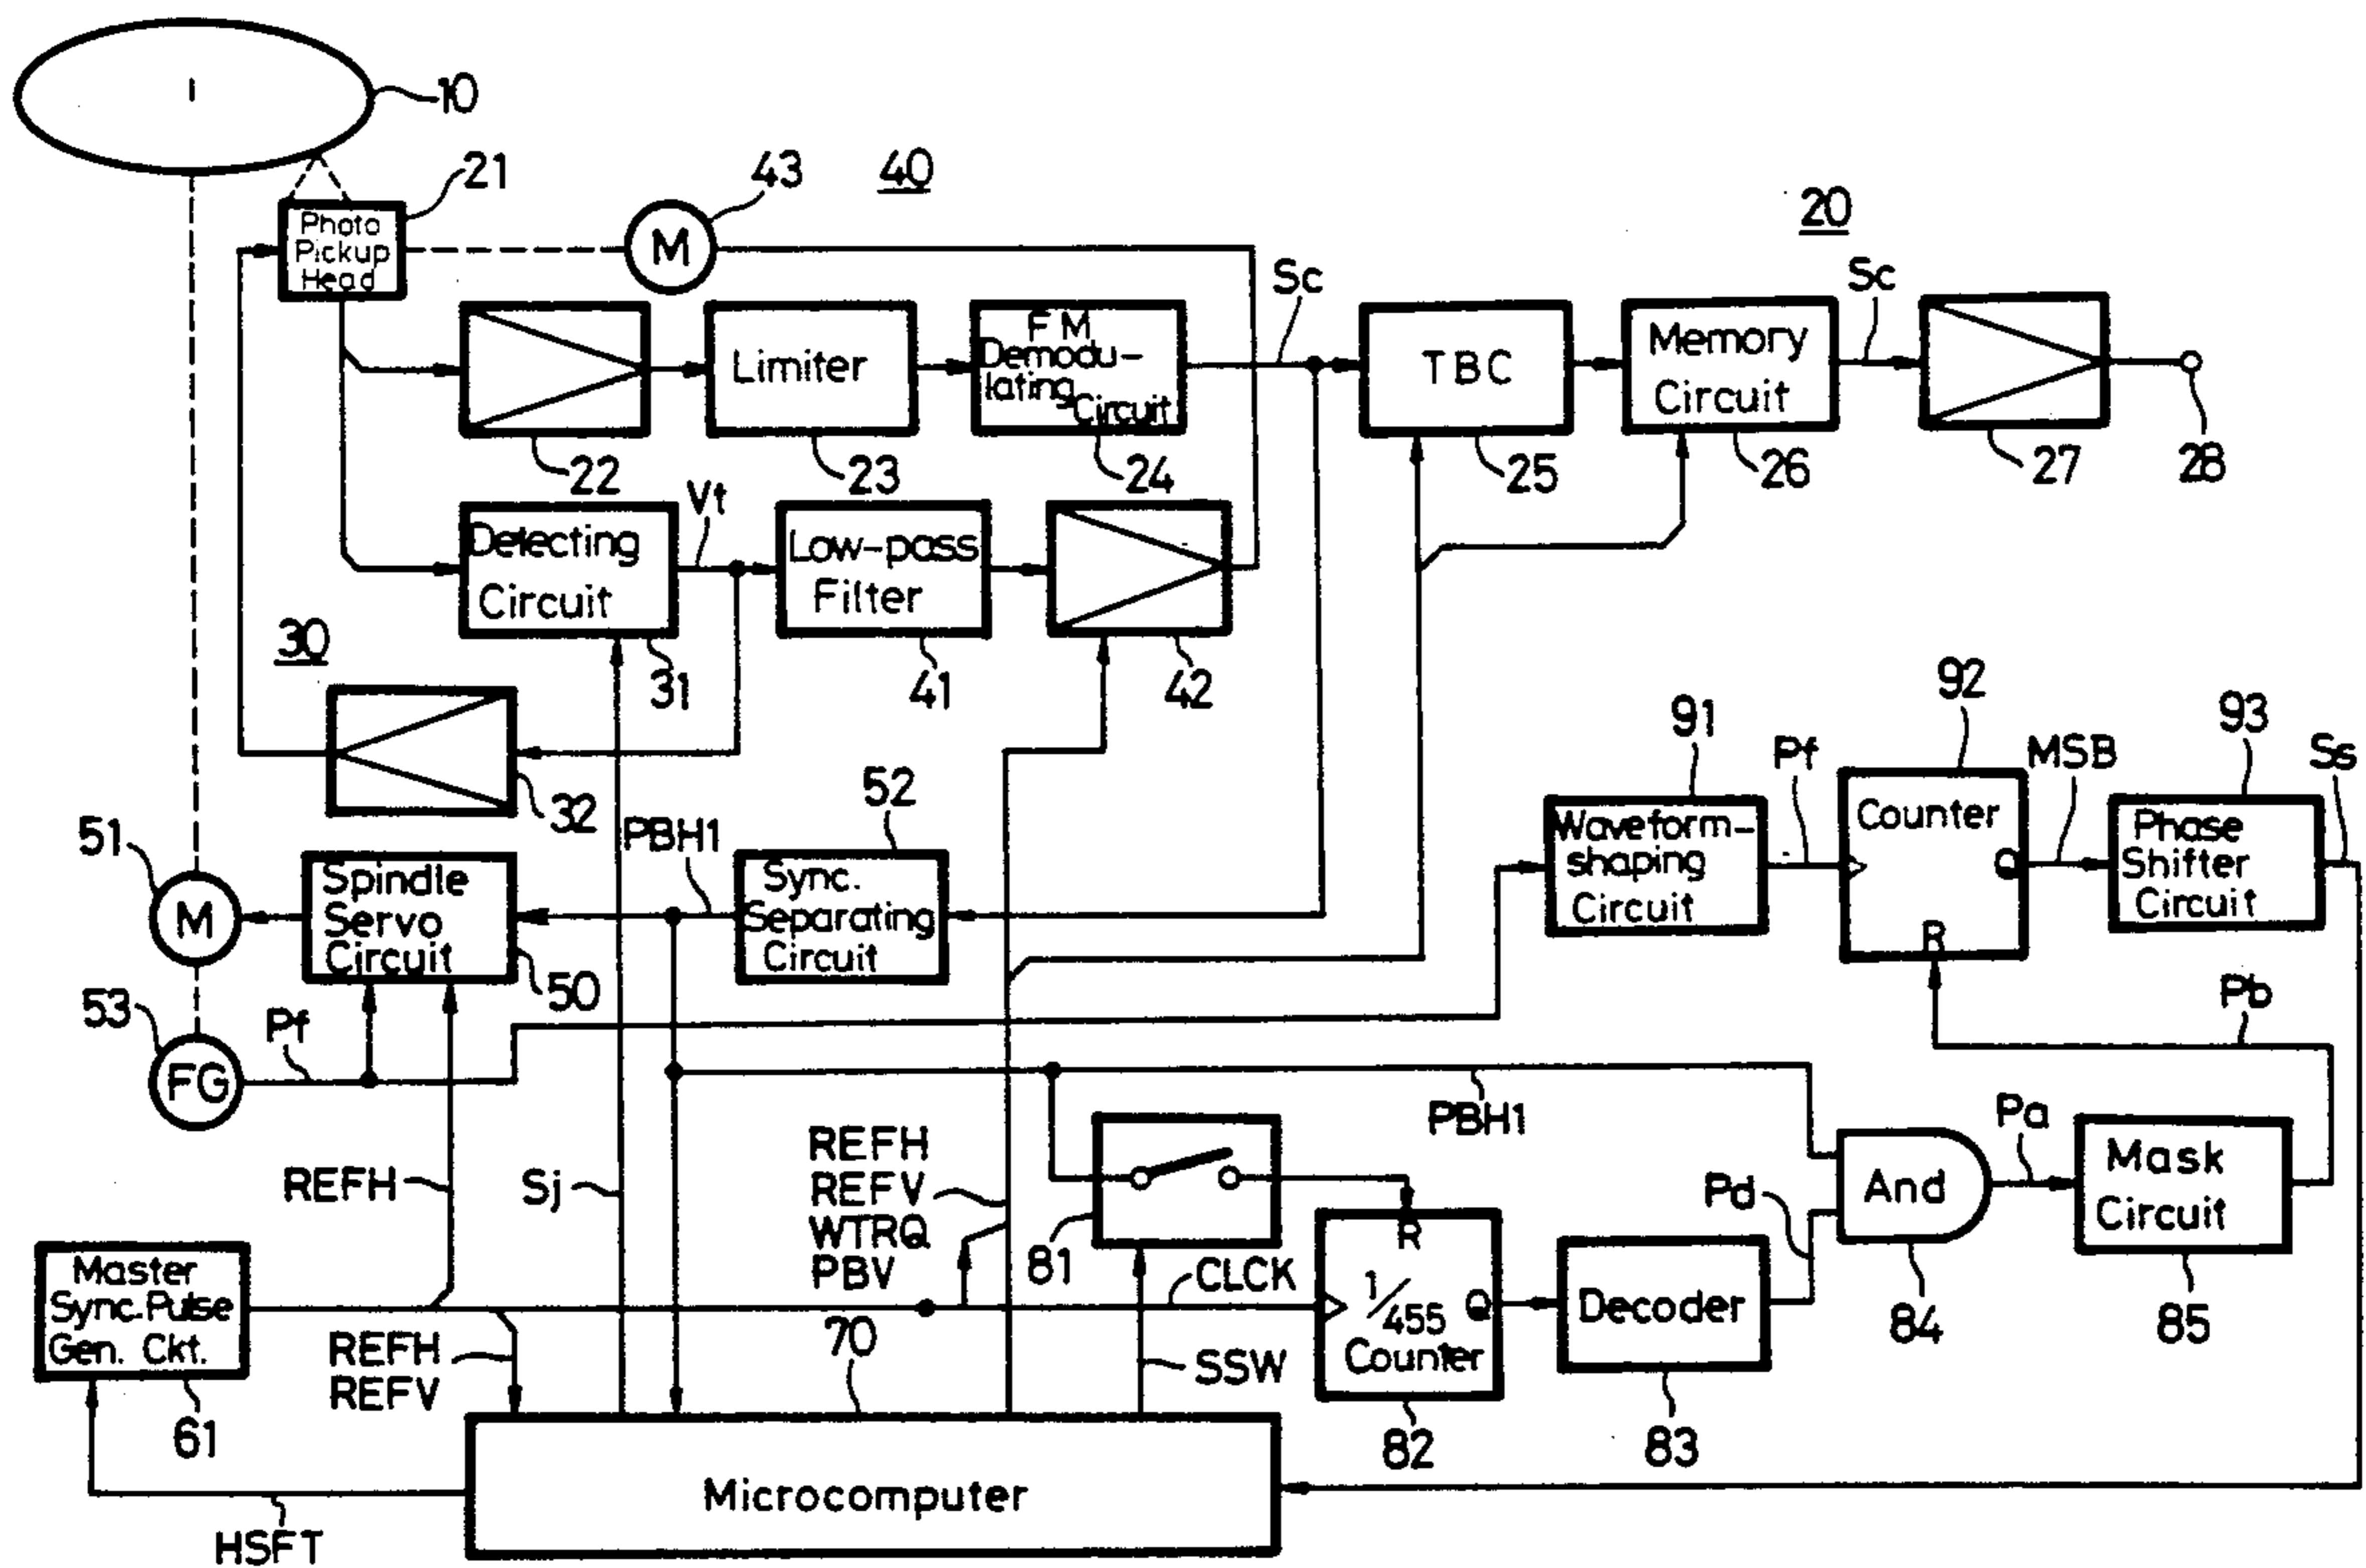 10
21
Photo
Pickup
Head
43
M
40
20
Sc
Sc
Limiter
FM
Demodu-
lating
Circuit
TBC
Memory
Circuit
22
23
24
25
26
27
28
Detecting
Circuit
Vt
Low-pass
Filter
30
31
41
42
32
51
M
Spindle
Servo
Circuit
50
PBH1
52
Sync.
Separating
Circuit
91
Waveform-
shaping
Circuit
Pf
92
Counter
Q
R
MSB
93
Phase
Shifter
Circuit
Ss
53
FG
Pf
Pb
PBH1
REFH
Sj
REFH
REFV
WTRQ
PBV
81
CLCK
R
1/455
Q
Counter
82
Decoder
83
Pd
And
84
Pa
Mask
Circuit
85
Master
Sync. Pulse
Gen. Ckt.
61
REFH
REFV
70
SSW
Microcomputer
HSFT